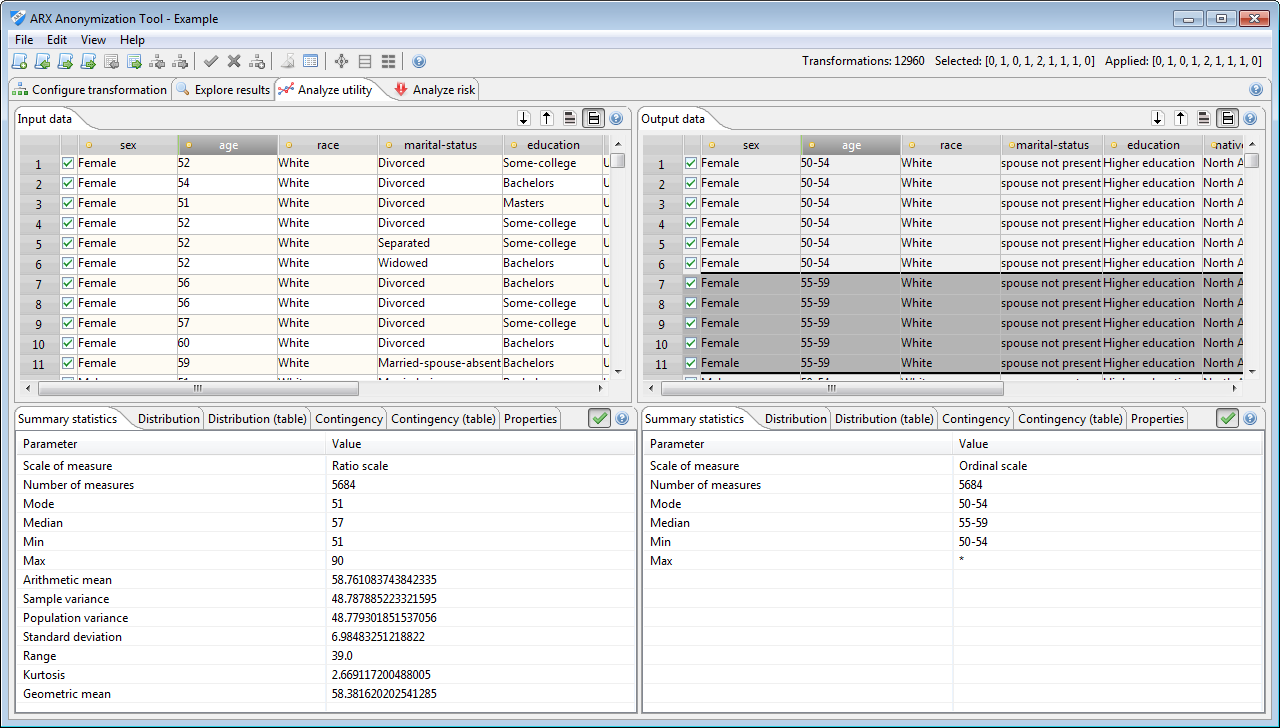 ARX Anonymization Tool - Example
File Edit View Help
Transformations: 12960 Selected: [0, 1, 0, 1, 2, 1, 1, 1, 0] Applied: [0, 1, 0, 1, 2, 1, 1, 1, 0]
Configure transformation Explore results Analyze utility Analyze risk
Input data
sex age race marital-status education
1 Female 52 White Divorced Some-college U
2 Female 54 White Divorced Bachelors U
3 Female 51 White Divorced Masters U
4 Female 52 White Divorced Some-college U
5 Female 52 White Separated Some-college U
6 Female 52 White Widowed Bachelors U
7 Female 56 White Divorced Bachelors U
8 Female 56 White Divorced Some-college U
9 Female 57 White Divorced Some-college U
10 Female 60 White Divorced Bachelors U
11 Female 59 White Married-spouse-absent Bachelors U
Output data
sex age race marital-status education native
1 Female 50-54 White spouse not present Higher education North A
2 Female 50-54 White spouse not present Higher education North A
3 Female 50-54 White spouse not present Higher education North A
4 Female 50-54 White spouse not present Higher education North A
5 Female 50-54 White spouse not present Higher education North A
6 Female 50-54 White spouse not present Higher education North A
7 Female 55-59 White spouse not present Higher education North A
8 Female 55-59 White spouse not present Higher education North A
9 Female 55-59 White spouse not present Higher education North A
10 Female 55-59 White spouse not present Higher education North A
11 Female 55-59 White spouse not present Higher education North A
Summary statistics Distribution Distribution (table) Contingency Contingency (table) Properties
Parameter Value
Scale of measure Ratio scale
Number of measures 5684
Mode 51
Median 57
Min 51
Max 90
Arithmetic mean 58.761083743842335
Sample variance 48.787885223321595
Population variance 48.779301851537056
Standard deviation 6.98483251218822
Range 39.0
Kurtosis 2.669117200488005
Geometric mean 58.381620202541285
Summary statistics Distribution Distribution (table) Contingency Contingency (table) Properties
Parameter Value
Scale of measure Ordinal scale
Number of measures 5684
Mode 50-54
Median 55-59
Min 50-54
Max *